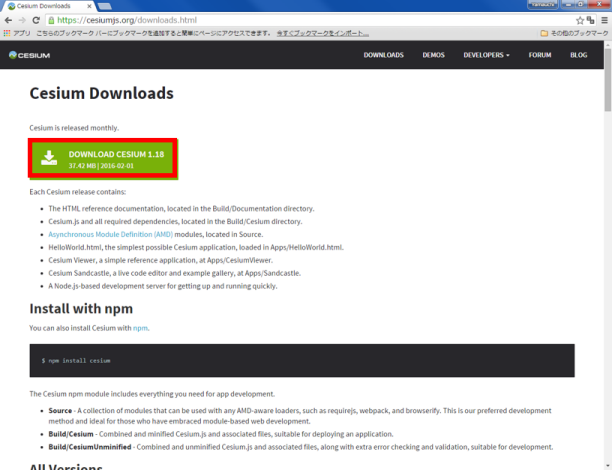 Cesium Downloads
https://cesiumjs.org/downloads.html
アプリ こちらのブックマーク バーにブックマークを追加すると簡単にページにアクセスできます。 今すぐブックマークをインポート...
その他のブックマーク
CESIUM
DOWNLOADS DEMOS DEVELOPERS FORUM BLOG
Cesium Downloads
Cesium is released monthly.
DOWNLOAD CESIUM 1.18
37.42 MB | 2016-02-01
Each Cesium release contains:
• The HTML reference documentation, located in the Build/Documentation directory.
• Cesium.js and all required dependencies, located in the Build/Cesium directory.
• Asynchronous Module Definition (AMD) modules, located in Source.
• HelloWorld.html, the simplest possible Cesium application, loaded in Apps/HelloWorld.html.
• Cesium Viewer, a simple reference application, at Apps/CesiumViewer.
• Cesium Sandcastle, a live code editor and example gallery, at Apps/Sandcastle.
• A Node.js-based development server for getting up and running quickly.
Install with npm
You can also install Cesium with npm.
$ npm install cesium
The Cesium npm module includes everything you need for app development.
• Source - A collection of modules that can be used with any AMD-aware loaders, such as requirejs, webpack, and browserify. This is our preferred development
method and ideal for those who have embraced module-based web development.
• Build/Cesium - Combined and minified Cesium.js and associated files, suitable for deploying an application.
• Build/CesiumUnminified - Combined and unminified Cesium.js and associated files, along with extra error checking and validation, suitable for development.
All Versions